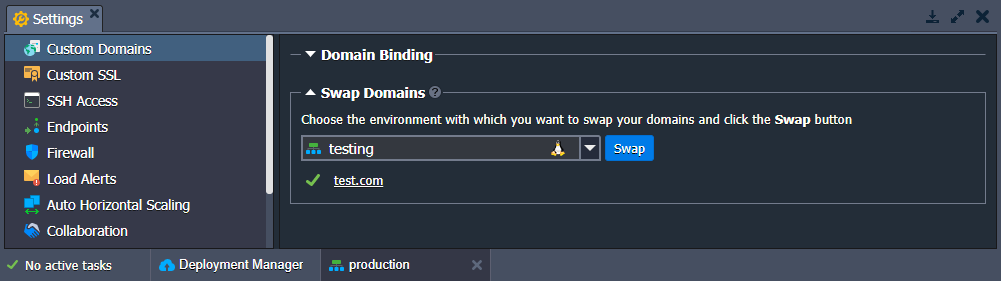 Settings
Custom Domains
Custom SSL
SSH Access
Endpoints
Firewall
Load Alerts
Auto Horizontal Scaling
Collaboration
Domain Binding
Swap Domains ?
Choose the environment with which you want to swap your domains and click the Swap button
testing Swap
test.com
No active tasks Deployment Manager production